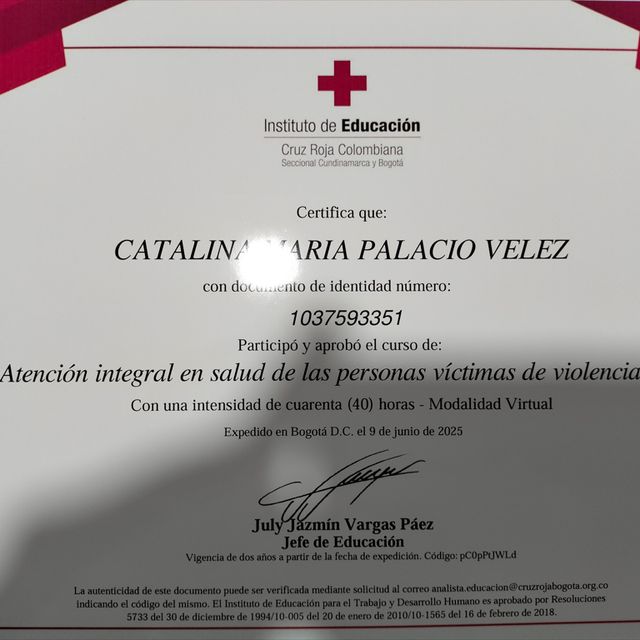 Instituto de Educación
Cruz Roja Colombiana
Seccional Cundinamarca y Bogotá
Certifica que:
CATALINA MARIA PALACIO VELEZ
con documento de identidad número:
1037593351
Participó y aprobó el curso de:
Atención integral en salud de las personas víctimas de violencia
Con una intensidad de cuarenta (40) horas - Modalidad Virtual
Expedido en Bogotá D.C. el 9 de junio de 2025
July Jazmín Vargas Páez
Jefe de Educación
Vigencia de dos años a partir de la fecha de expedición. Código: pC0pPtJWLd
La autenticidad de este documento puede ser verificada mediante solicitud al correo analista.educacion@cruzrojabogota.org.co
indicando el código del mismo. El Instituto de Educación para el Trabajo y Desarrollo Humano es aprobado por Resoluciones
5733 del 30 de diciembre de 1994/10-005 del 20 de enero de 2010/10-1565 del 16 de febrero de 2018.